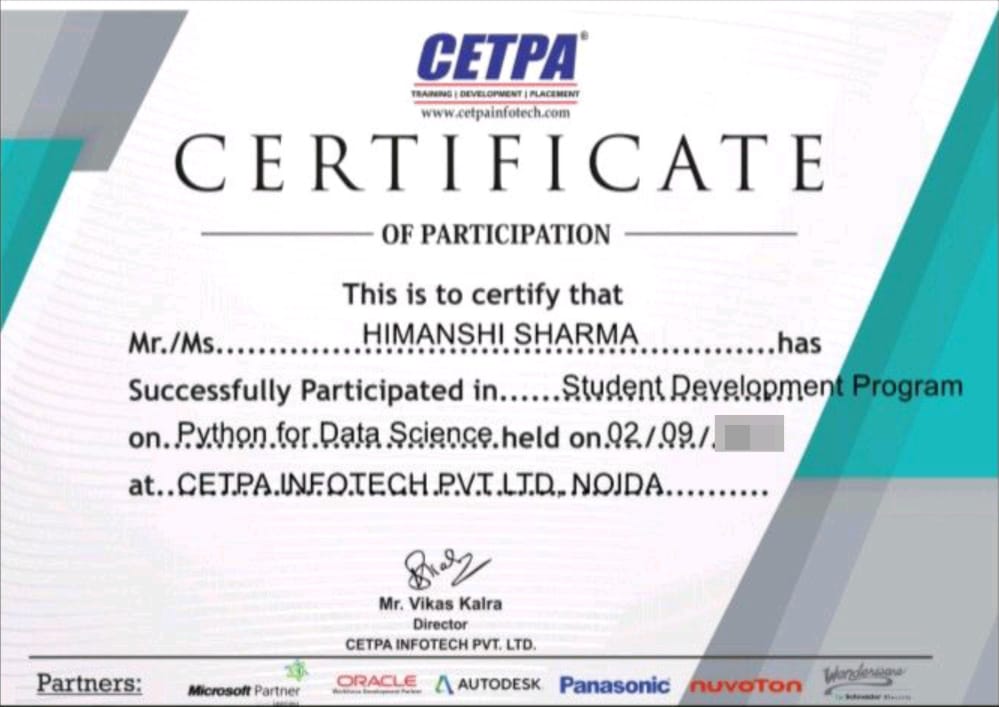 CETPA®
TRAINING | DEVELOPMENT | PLACEMENT
www.cetpainfotech.com
CERTIFICATE
OF PARTICIPATION
This is to certify that
Mr./Ms.....HIMANSHI SHARMA.....has
Successfully Participated in......Student Development Program
on..Python for Data Science.held on.02./.09./.
at..CETPA INFOTECH PVT. LTD., NOIDA..........
Mr. Vikas Kalra
Director
CETPA INFOTECH PVT. LTD.
Partners: Microsoft Partner ORACLE AUTODESK Panasonic nuvoTon Wonderware
Workforce Development Partner by Schneider Electric